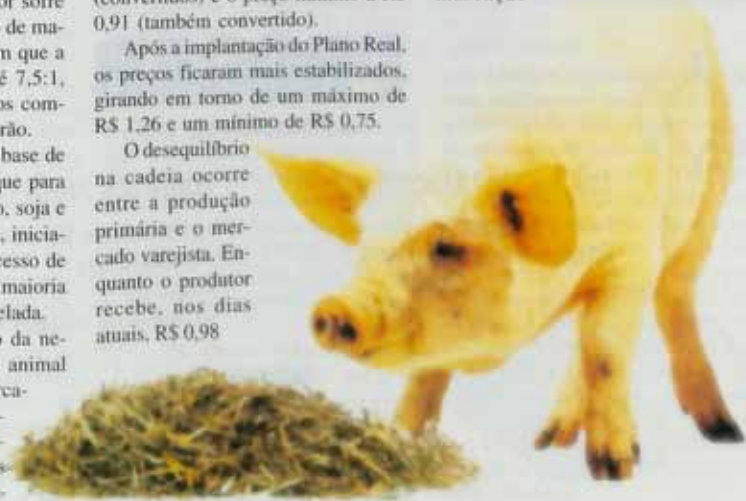 de ma-
m que a
é 7,5:1,
os com-
rão.
base de
que para
o, soja e
, inicia-
cesso de
maioria
elada.
o da ne-
animal
rca-
0,91 (também convertido).
Após a implantação do Plano Real,
os preços ficaram mais estabilizados,
girando em torno de um máximo de
R$ 1,26 e um mínimo de R$ 0,75.
O desequilíbrio
na cadeia ocorre
entre a produção
primária e o mer-
cado varejista. En-
quanto o produtor
recebe, nos dias
atuais, R$ 0,98